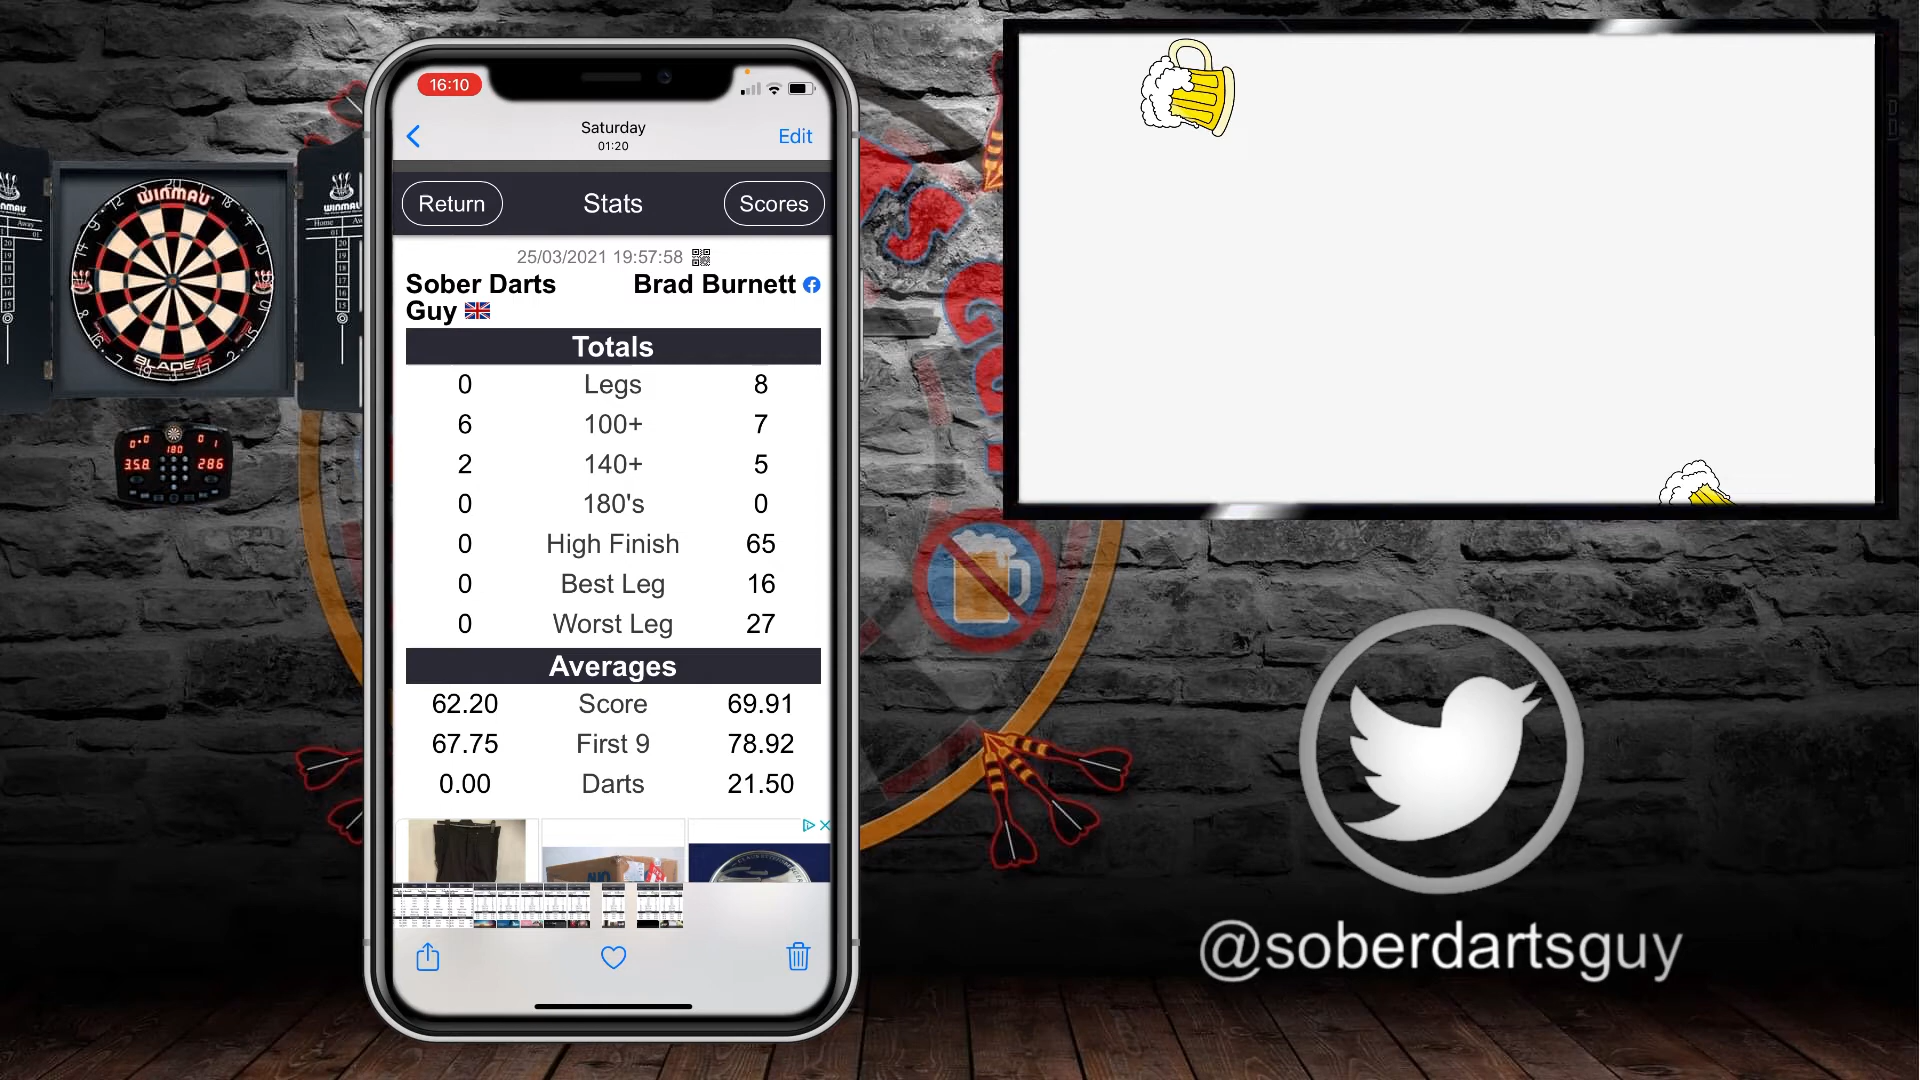 16:10
Saturday
01:20
Edit
Return
Stats
Scores
25/03/2021 19:57:58
Sober Darts Guy
Brad Burnett
Totals
0 Legs 8
6 100+ 7
2 140+ 5
0 180's 0
0 High Finish 65
0 Best Leg 16
0 Worst Leg 27
Averages
62.20 Score 69.91
67.75 First 9 78.92
0.00 Darts 21.50
WINMAU
BLADE 5
358 180 286
@soberdartsguy